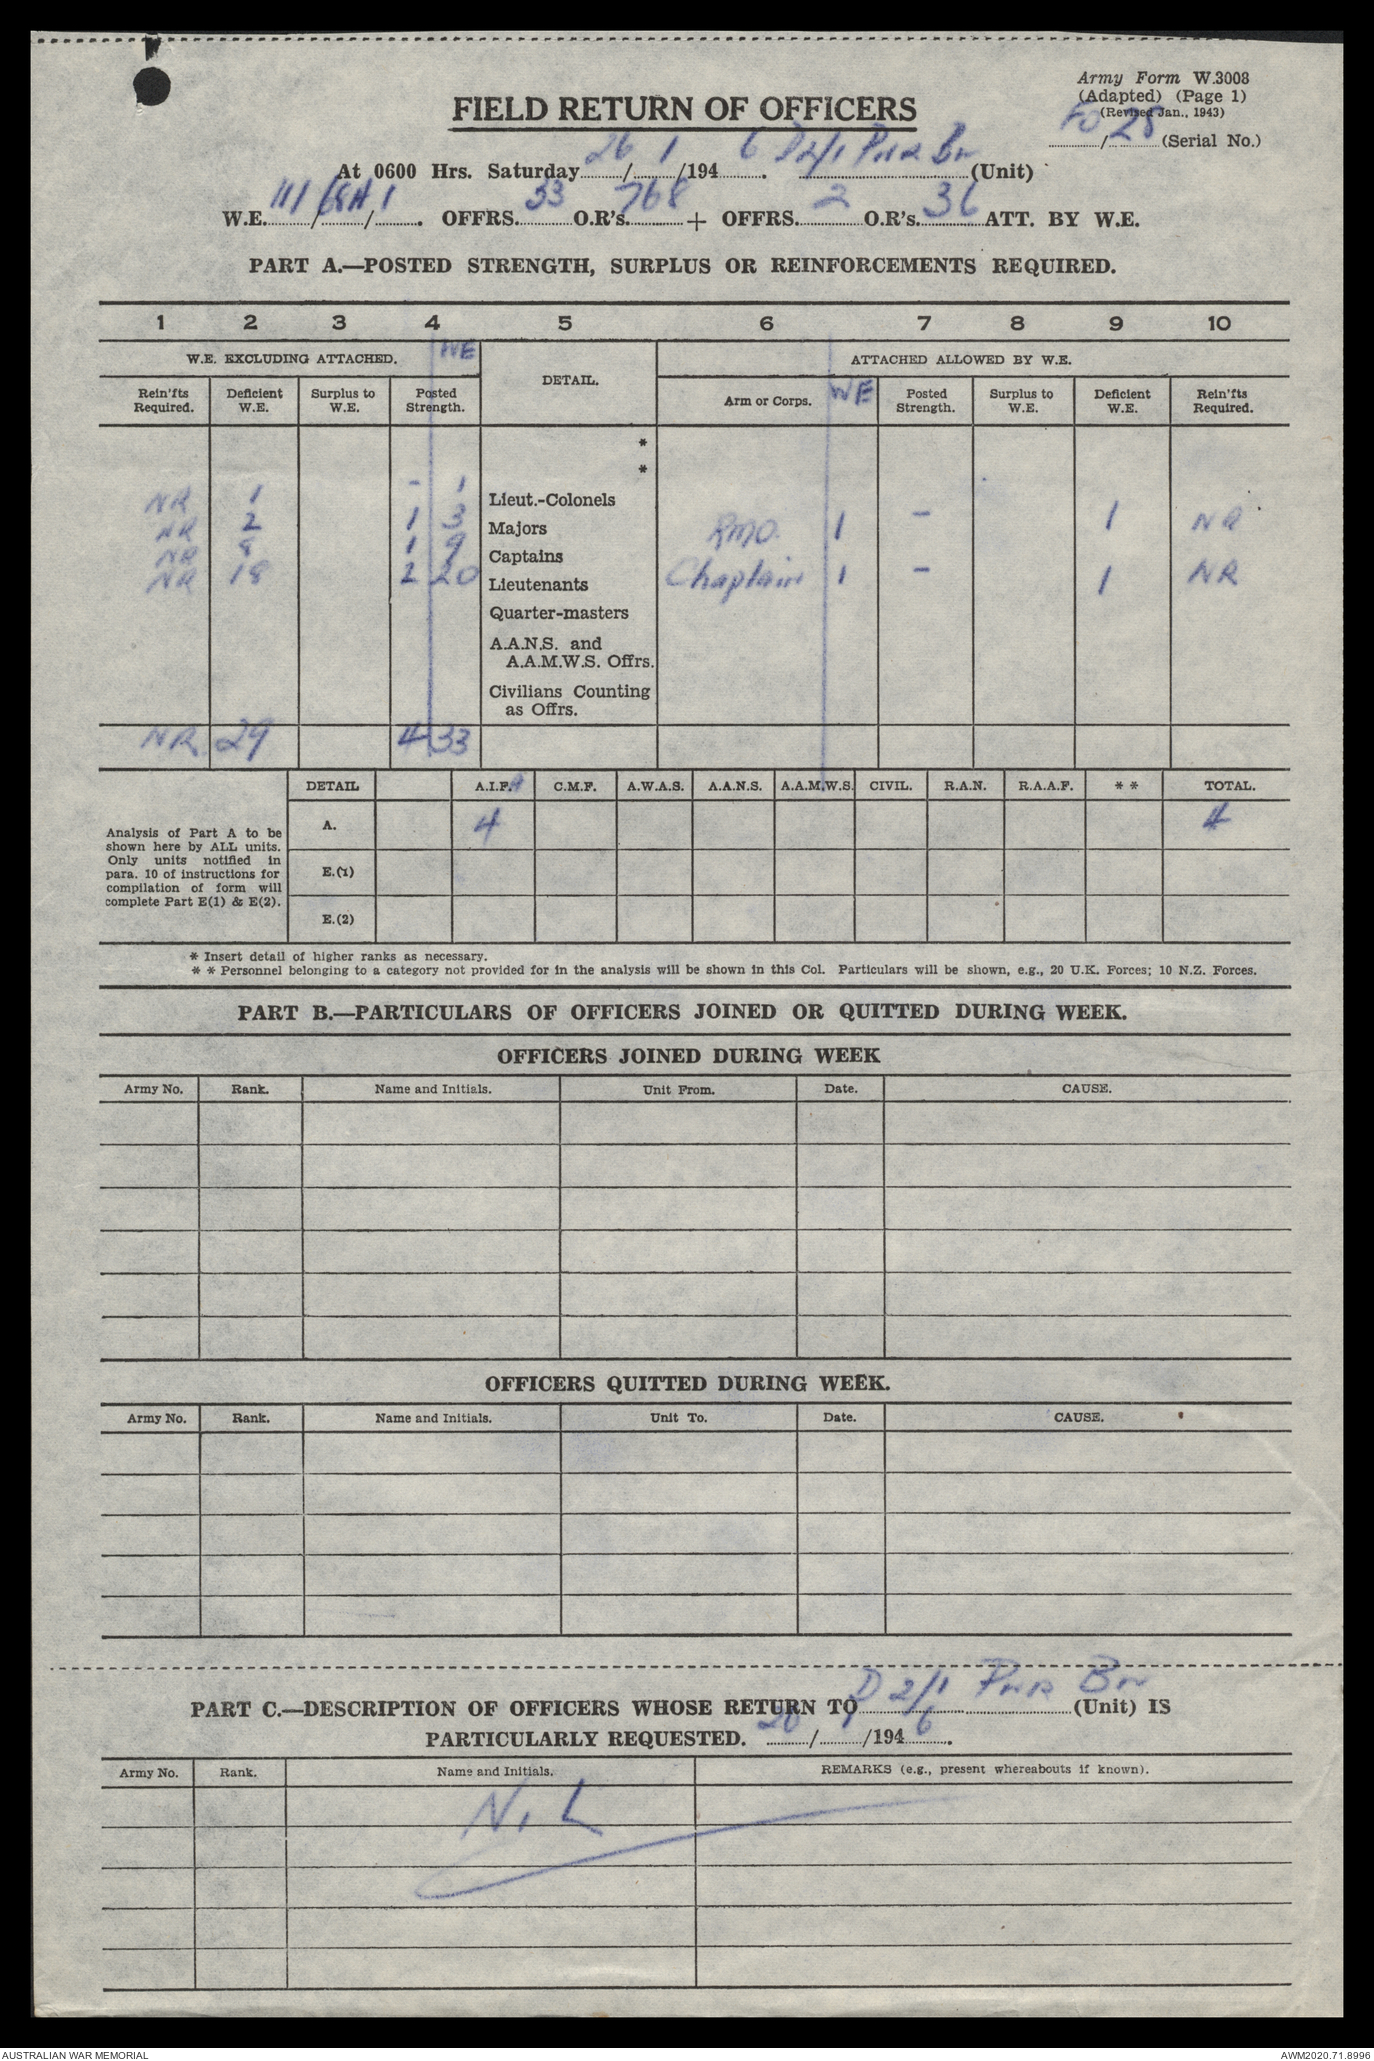 Army Form W.3008
(Adapted) (Page 1)
(Revised Jan., 1943)
FO / 28 (Serial No.)
FIELD RETURN OF OFFICERS
At 0600 Hrs. Saturday 26 / 1 /194 6. D 2/1 PNR BN (Unit)
W.E. 111 / / 1. OFFRS. 33 O.R's. 768 + OFFRS. 2 O.R's. 36 ATT. BY W.E.
PART A.—POSTED STRENGTH, SURPLUS OR REINFORCEMENTS REQUIRED.
1 2 3 4 5 6 7 8 9 10
W.E. EXCLUDING ATTACHED. WE DETAIL. ATTACHED ALLOWED BY W.E.
Rein'fts Required. Deficient W.E. Surplus to W.E. Posted Strength. Arm or Corps. WE Posted Strength. Surplus to W.E. Deficient W.E. Rein'fts Required.
*
*
NR 1 - 1 Lieut.-Colonels
NR 2 1 3 Majors RMO. 1 - 1 NR
NR 8 1 9 Captains
NR 18 2 20 Lieutenants Chaplain 1 - 1 NR
Quarter-masters
A.A.N.S. and
A.A.M.W.S. Offrs.
Civilians Counting
as Offrs.
NR 29 4 33
DETAIL A.I.F. C.M.F. A.W.A.S. A.A.N.S. A.A.M.W.S. CIVIL. R.A.N. R.A.A.F. * * TOTAL.
Analysis of Part A to be
shown here by ALL units.
Only units notified in
para. 10 of instructions for
compilation of form will
complete Part E(1) & E(2).
A. 4 4
E.(1)
E.(2)
* Insert detail of higher ranks as necessary.
* * Personnel belonging to a category not provided for in the analysis will be shown in this Col. Particulars will be shown, e.g., 20 U.K. Forces; 10 N.Z. Forces.
PART B.—PARTICULARS OF OFFICERS JOINED OR QUITTED DURING WEEK.
OFFICERS JOINED DURING WEEK
Army No. Rank. Name and Initials. Unit From. Date. CAUSE.
OFFICERS QUITTED DURING WEEK.
Army No. Rank. Name and Initials. Unit To. Date. CAUSE.
PART C.—DESCRIPTION OF OFFICERS WHOSE RETURN TO D 2/1 PNR BN (Unit) IS
PARTICULARLY REQUESTED. 26 / 1 /194 6.
Army No. Rank. Name and Initials. REMARKS (e.g., present whereabouts if known).
NIL
AUSTRALIAN WAR MEMORIAL AWM2020.71.8996